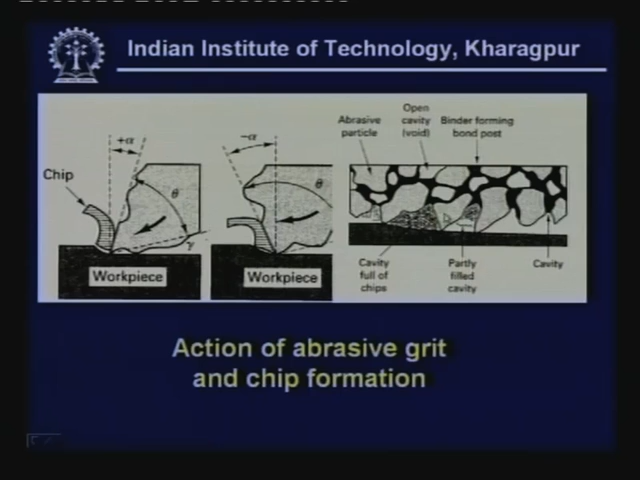 Indian Institute of Technology, Kharagpur
+α
Chip
θ
γ
Workpiece
-α
θ
Workpiece
Abrasive particle
Open cavity (void)
Binder forming bond post
Cavity full of chips
Partly filled cavity
Cavity
Action of abrasive grit
and chip formation